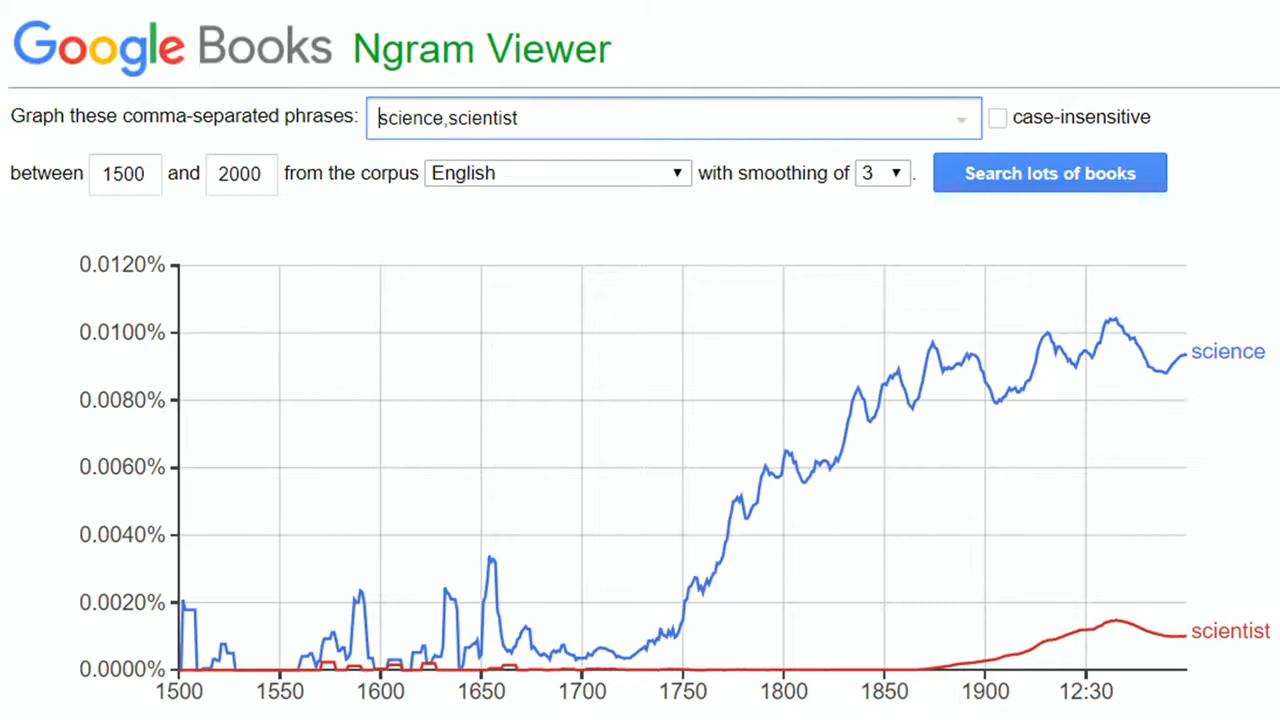 Google Books Ngram Viewer
Graph these comma-separated phrases: science,scientist case-insensitive
between 1500 and 2000 from the corpus English with smoothing of 3 . Search lots of books
0.0120%
0.0100%
0.0080%
0.0060%
0.0040%
0.0020%
0.0000%
science
scientist
1500 1550 1600 1650 1700 1750 1800 1850 1900 12:30